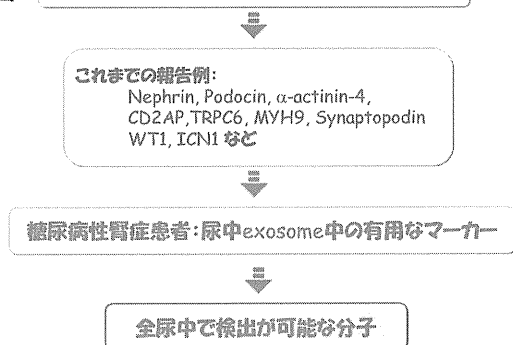 これまでの報告例:
Nephrin, Podocin, α-actinin-4,
CD2AP,TRPC6, MYH9, Synaptopodin
WT1, ICN1 など
糖尿病性腎症患者:尿中exosome中の有用なマーカー
全尿中で検出が可能な分子